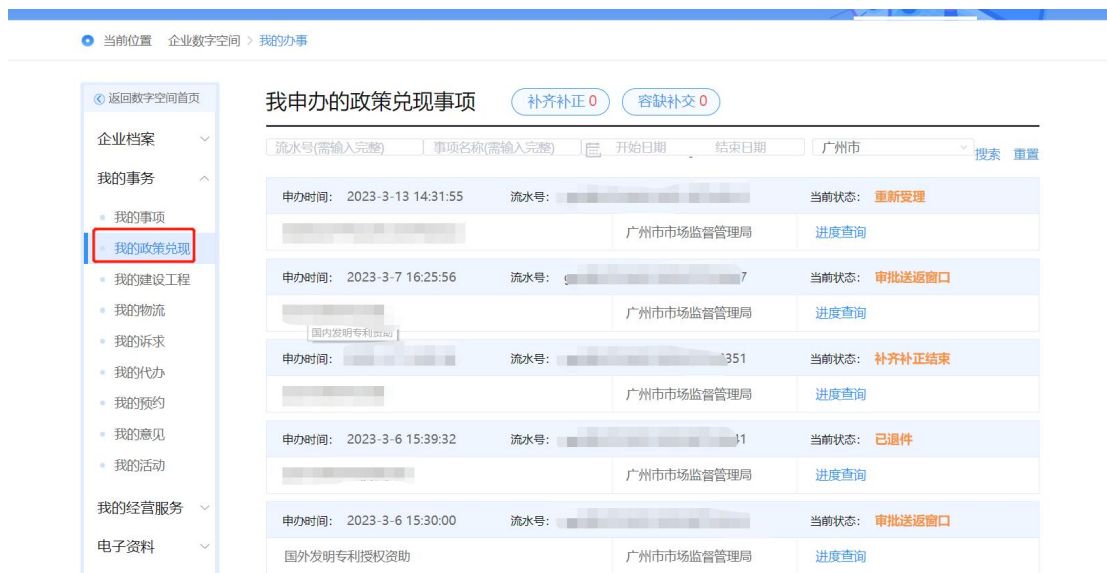 当前位置 企业数字空间 > 我的办事
返回数字空间首页
企业档案
我的事务
我的事项
我的政策兑现
我的建设工程
我的物流
我的诉求
我的代办
我的预约
我的意见
我的活动
我的经营服务
电子资料
我申办的政策兑现事项 补齐补正 0 容缺补交 0
流水号(需输入完整) 事项名称(需输入完整) 开始日期 - 结束日期 广州市 搜索 重置
申办时间: 2023-3-13 14:31:55 流水号: 当前状态: 重新受理
广州市市场监督管理局 进度查询
申办时间: 2023-3-7 16:25:56 流水号: 7 当前状态: 审批送返窗口
广州市市场监督管理局 进度查询
国内发明专利资助
申办时间: 流水号: 351 当前状态: 补齐补正结束
广州市市场监督管理局 进度查询
申办时间: 2023-3-6 15:39:32 流水号: 41 当前状态: 已退件
广州市市场监督管理局 进度查询
申办时间: 2023-3-6 15:30:00 流水号: 当前状态: 审批送返窗口
国外发明专利授权资助 广州市市场监督管理局 进度查询